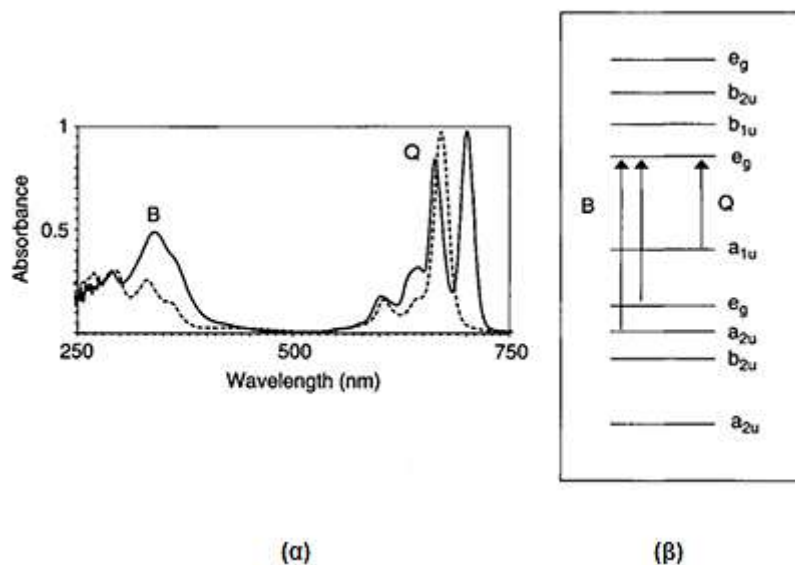 1
0.5
Absorbance
B
Q
250
500
750
Wavelength (nm)
(α)
e_g
b_2u
b_1u
e_g
B
Q
a_1u
e_g
a_2u
b_2u
a_2u
(β)